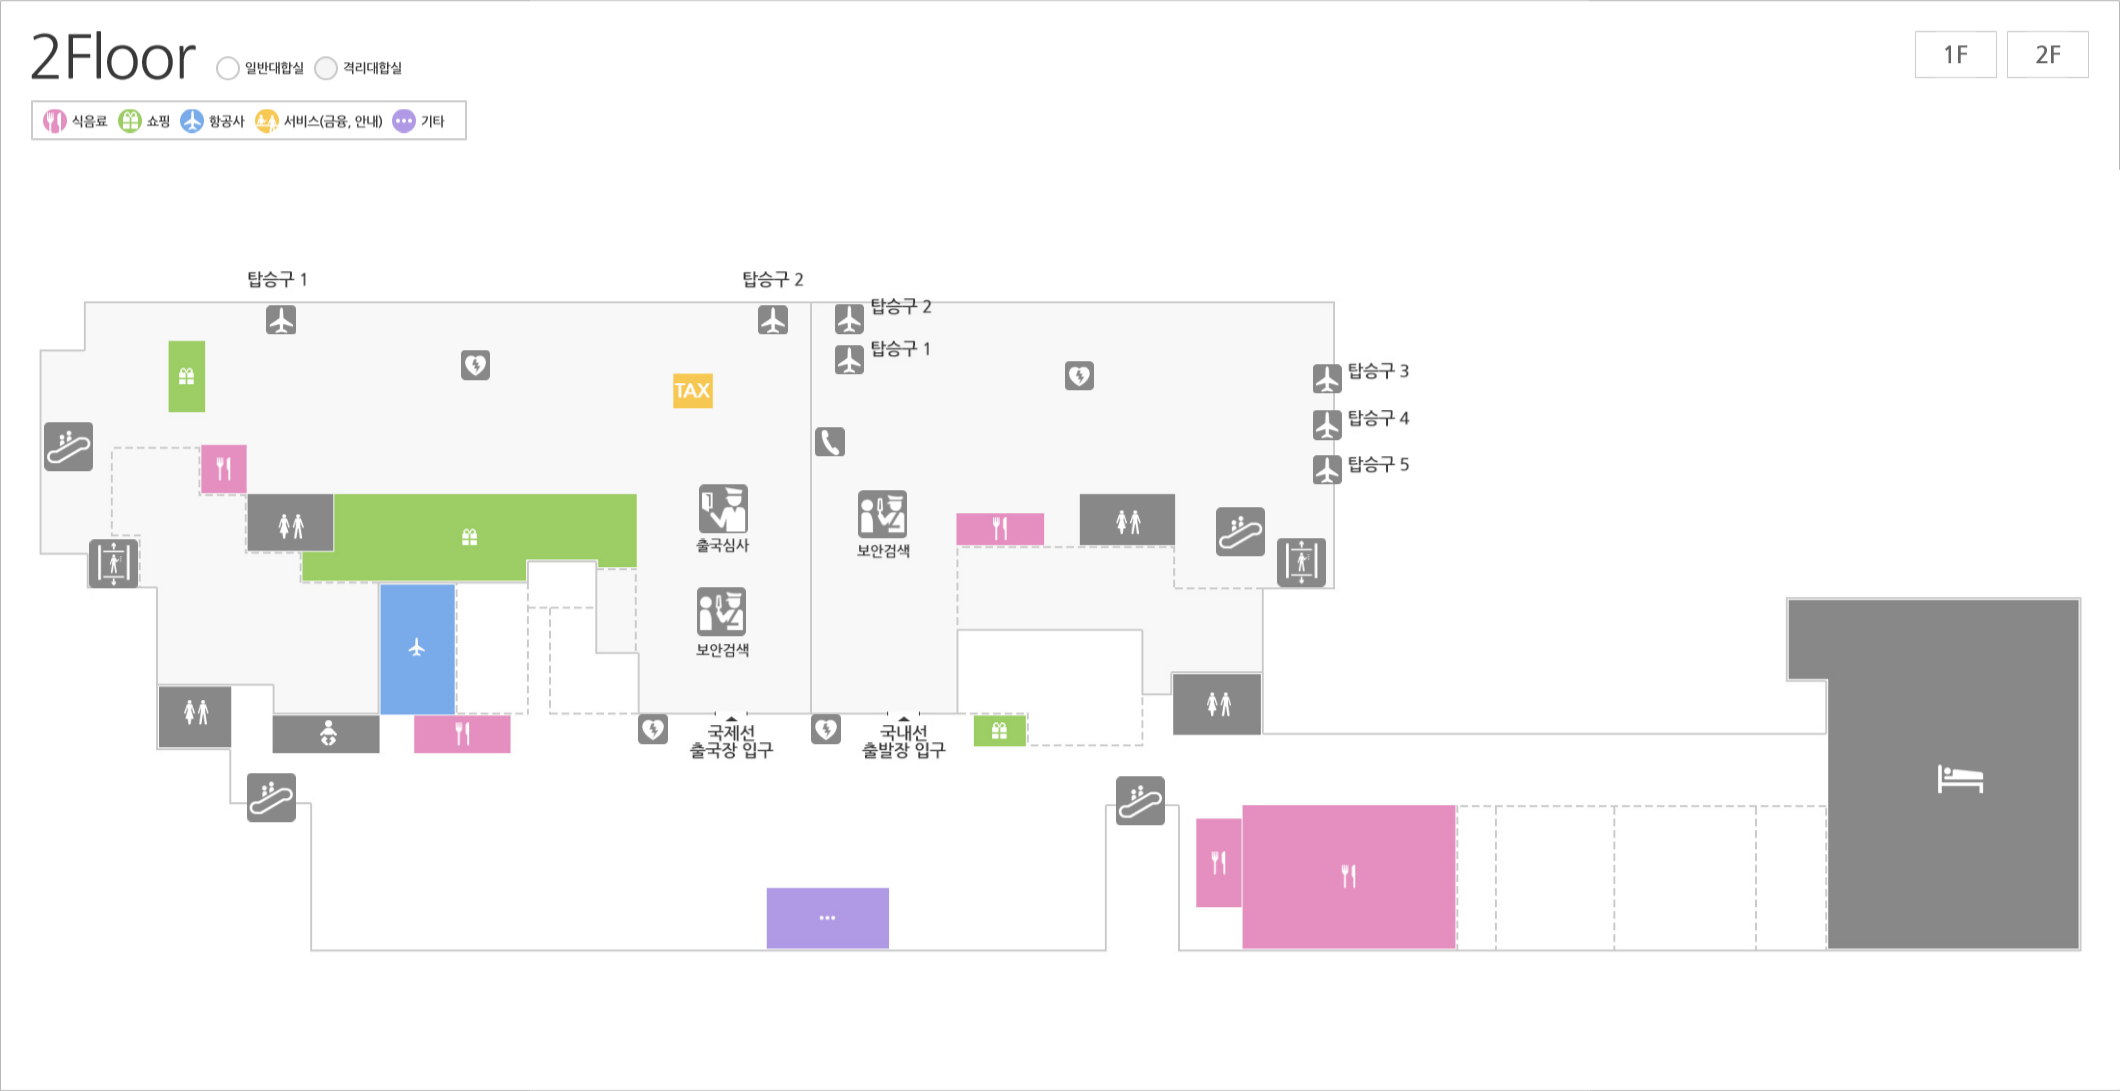 2Floor
일반대합실
격리대합실
1F
2F
식음료
쇼핑
항공사
서비스(금융, 안내)
기타
탑승구 1
탑승구 2
탑승구 2
탑승구 1
탑승구 3
탑승구 4
탑승구 5
TAX
출국심사
보안검색
보안검색
국제선
출국장 입구
국내선
출발장 입구